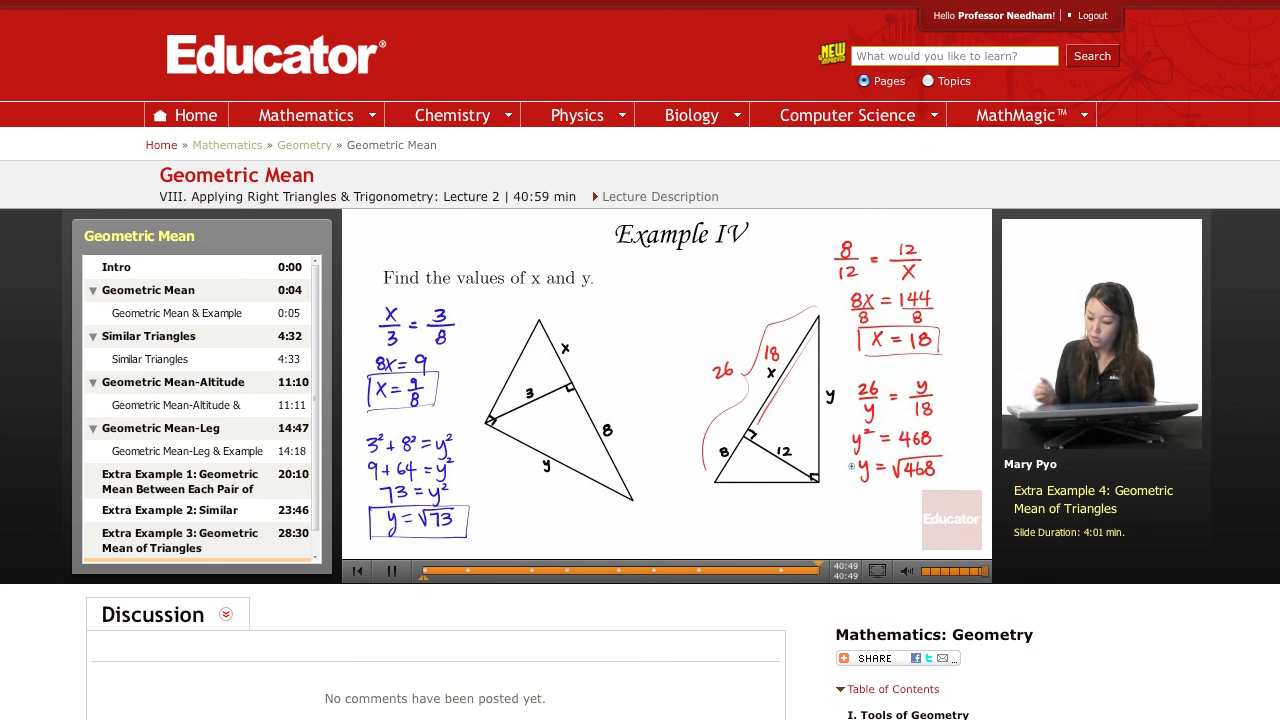 Hello Professor Needham! Logout
Educator®
NEW
What would you like to learn? Search
Pages Topics
Home Mathematics Chemistry Physics Biology Computer Science MathMagic™
Home » Mathematics » Geometry » Geometric Mean
Geometric Mean
VIII. Applying Right Triangles & Trigonometry: Lecture 2 | 40:59 min Lecture Description
Geometric Mean
Intro 0:00
Geometric Mean 0:04
Geometric Mean & Example 0:05
Similar Triangles 4:32
Similar Triangles 4:33
Geometric Mean-Altitude 11:10
Geometric Mean-Altitude & 11:11
Geometric Mean-Leg 14:47
Geometric Mean-Leg & Example 14:18
Extra Example 1: Geometric 20:10
Mean Between Each Pair of
Extra Example 2: Similar 23:46
Extra Example 3: Geometric 28:30
Mean of Triangles
Example IV
Find the values of x and y.
x/3 = 3/8
8x = 9
x = 9/8
3² + 8² = y²
9 + 64 = y²
73 = y²
y = √73
x
3
8
y
26
18
x
y
8
12
8/12 = 12/x
8x/8 = 144/8
x = 18
26/y = y/18
y² = 468
y = √468
Educator
40:49
40:49
Mary Pyo
Extra Example 4: Geometric
Mean of Triangles
Slide Duration: 4:01 min.
Discussion
No comments have been posted yet.
Mathematics: Geometry
SHARE
Table of Contents
I. Tools of Geometry